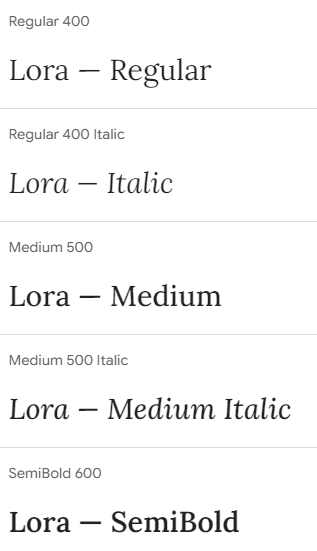 Regular 400
Lora — Regular
Regular 400 Italic
Lora — Italic
Medium 500
Lora — Medium
Medium 500 Italic
Lora — Medium Italic
SemiBold 600
Lora — SemiBold